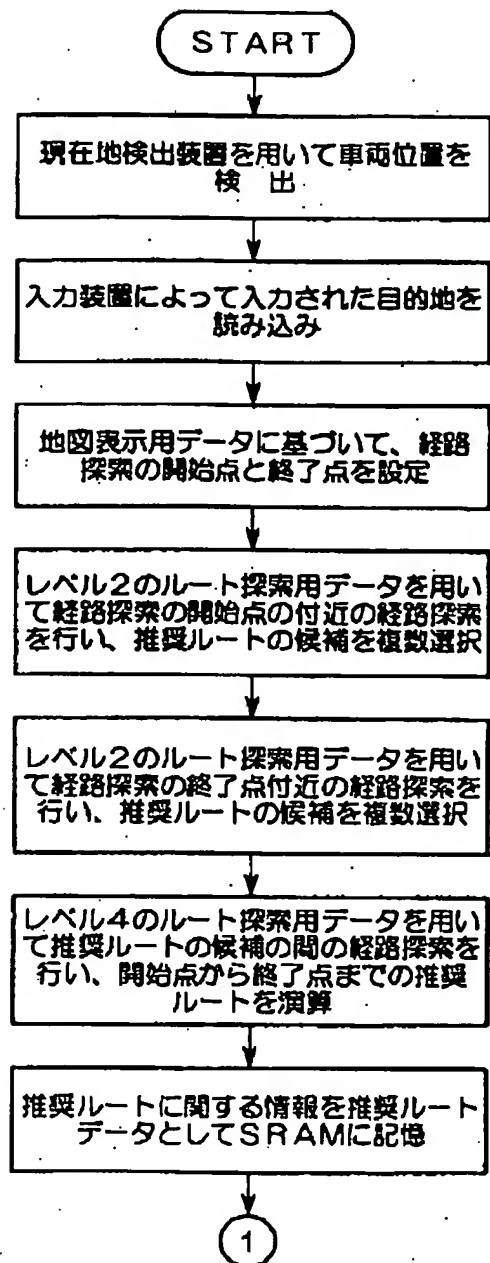 START
現在地検出装置を用いて車両位置を
検 出
入力装置によって入力された目的地を
読み込み
地図表示用データに基づいて、経路
探索の開始点と終了点を設定
レベル2のルート探索用データを用い
て経路探索の開始点の付近の経路探索
を行い、推奨ルートの候補を複数選択
レベル2のルート探索用データを用い
て経路探索の終了点付近の経路探索を
行い、推奨ルートの候補を複数選択
レベル4のルート探索用データを用い
て推奨ルートの候補の間の経路探索を
行い、開始点から終了点までの推奨
ルートを演算
推奨ルートに関する情報を推奨ルート
データとしてSRAMに記憶
1